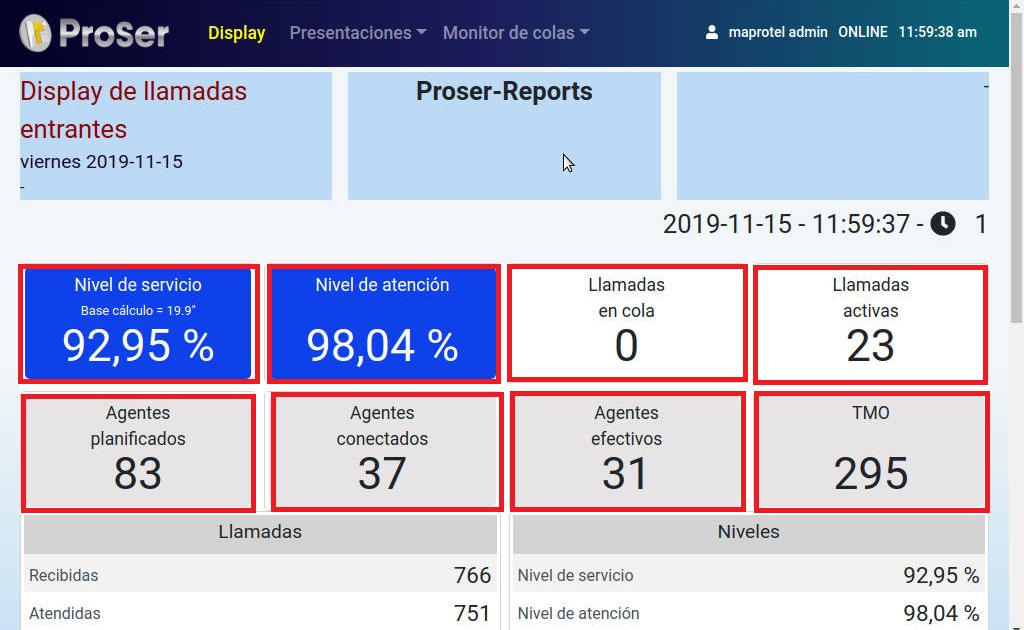 ProSer Display Presentaciones Monitor de colas maprotel admin ONLINE 11:59:38 am
Display de llamadas
entrantes
viernes 2019-11-15
-
Proser-Reports
-
2019-11-15 - 11:59:37 - 1
Nivel de servicio
Base cálculo = 19.9"
92,95 %
Nivel de atención
98,04 %
Llamadas
en cola
0
Llamadas
activas
23
Agentes
planificados
83
Agentes
conectados
37
Agentes
efectivos
31
TMO
295
Llamadas
Recibidas 766
Atendidas 751
Niveles
Nivel de servicio 92,95 %
Nivel de atención 98,04 %